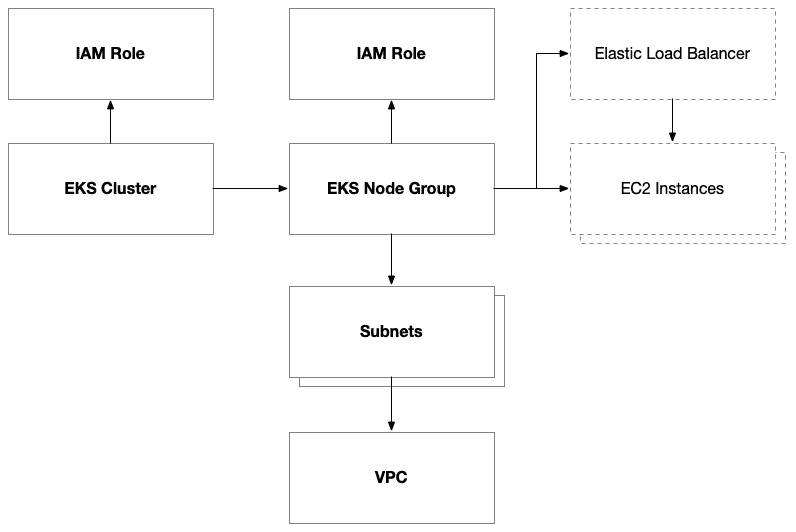 IAM Role
IAM Role
Elastic Load Balancer
EKS Cluster
EKS Node Group
EC2 Instances
Subnets
VPC